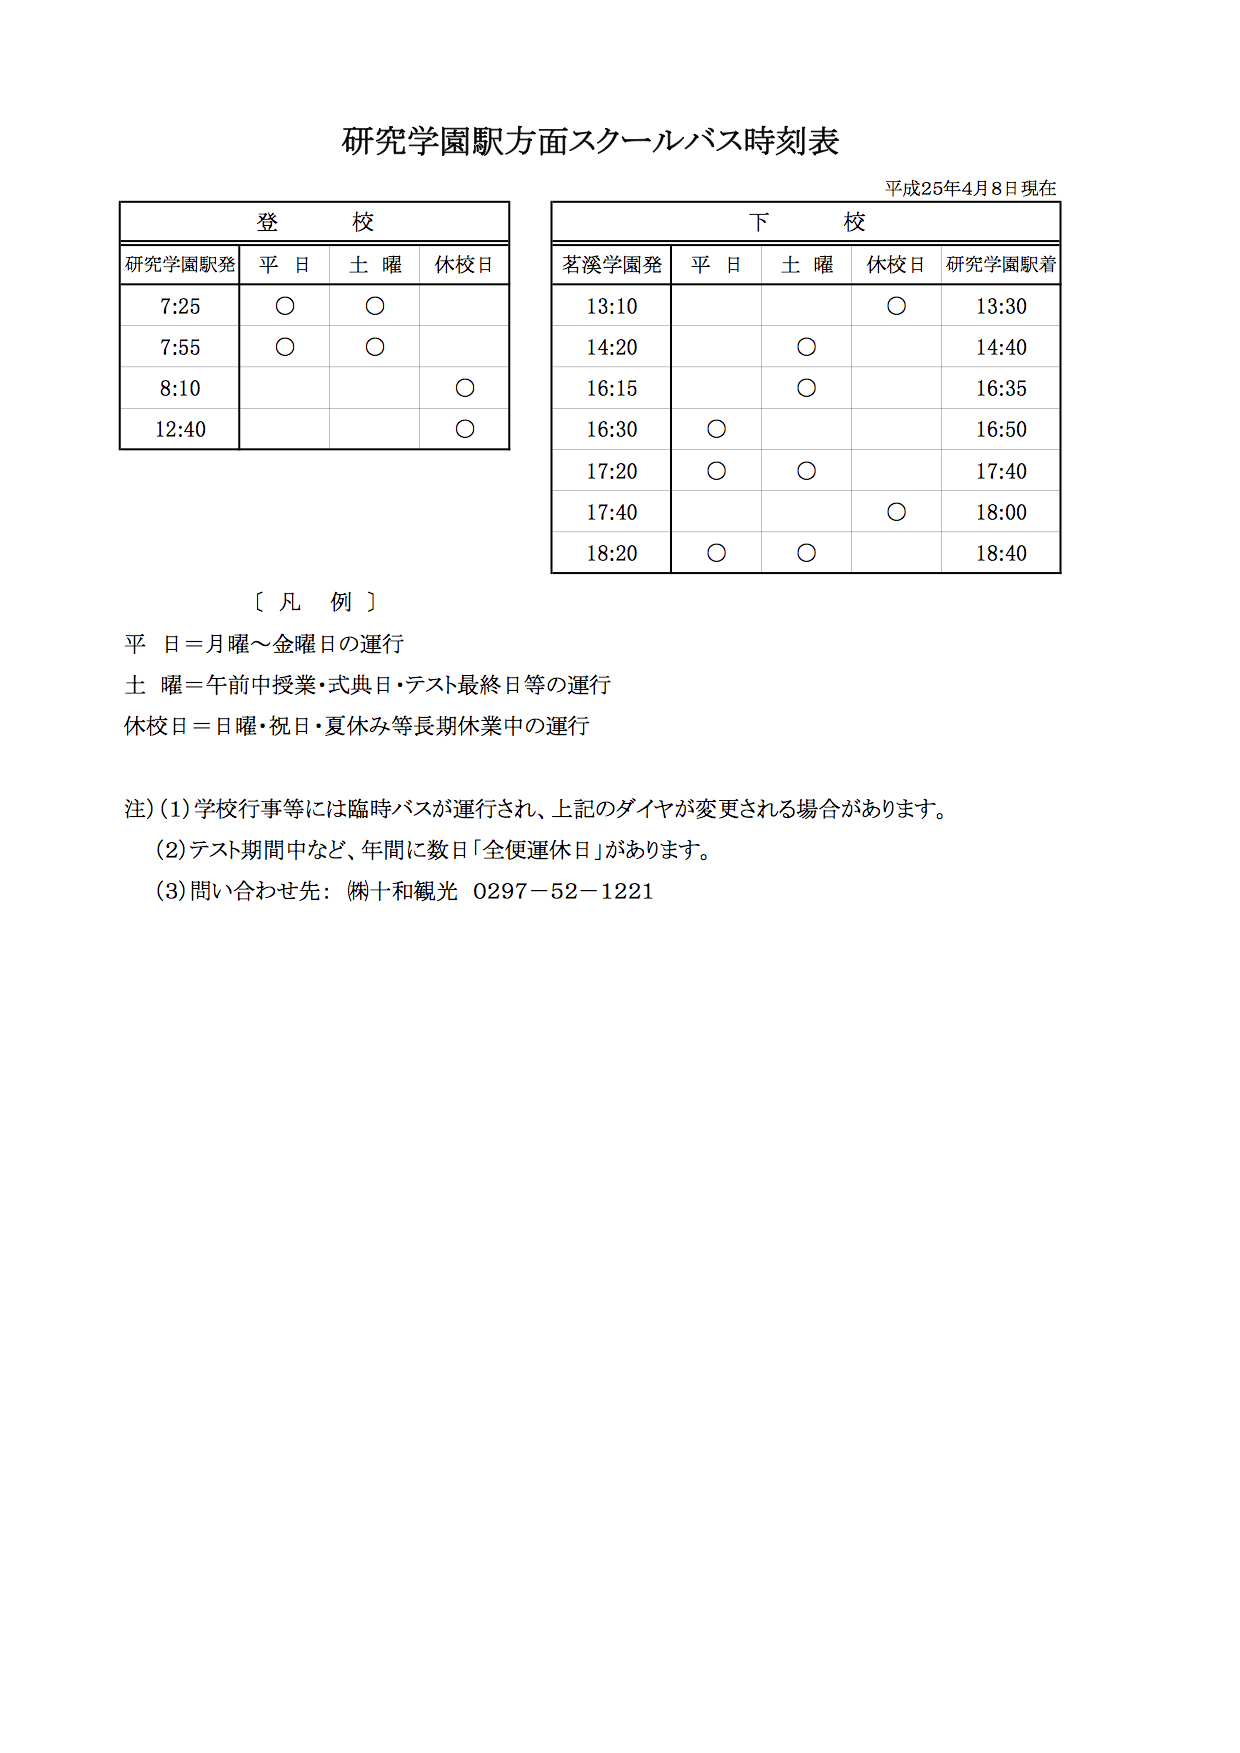 研究学園駅方面スクールバス時刻表
平成25年4月8日現在
登 校
研究学園駅発 平 日 土 曜 休校日
7:25 ○ ○
7:55 ○ ○
8:10 ○
12:40 ○
下 校
茗溪学園発 平 日 土 曜 休校日 研究学園駅着
13:10 ○ 13:30
14:20 ○ 14:40
16:15 ○ 16:35
16:30 ○ 16:50
17:20 ○ ○ 17:40
17:40 ○ 18:00
18:20 ○ ○ 18:40
〔 凡 例 〕
平 日＝月曜～金曜日の運行
土 曜＝午前中授業・式典日・テスト最終日等の運行
休校日＝日曜・祝日・夏休み等長期休業中の運行
注）（1）学校行事等には臨時バスが運行され、上記のダイヤが変更される場合があります。
（2）テスト期間中など、年間に数日「全便運休日」があります。
（3）問い合わせ先： ㈱十和観光 0297－52－1221